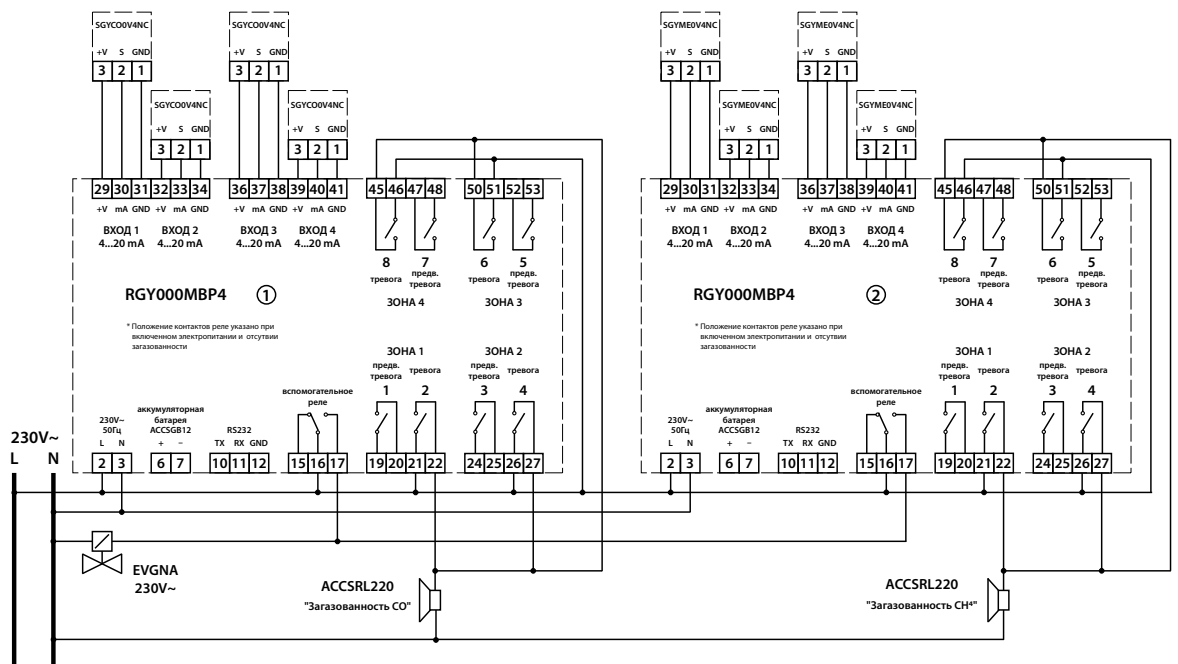 SGYCO0V4NC SGYCO0V4NC SGYME0V4NC SGYME0V4NC
+V S GND +V S GND +V S GND +V S GND
3 2 1 3 2 1 3 2 1 3 2 1
SGYCO0V4NC SGYCO0V4NC SGYME0V4NC SGYME0V4NC
+V S GND +V S GND +V S GND +V S GND
3 2 1 3 2 1 3 2 1 3 2 1
29 30 31 32 33 34 36 37 38 39 40 41 45 46 47 48 50 51 52 53
+V mA GND +V mA GND +V mA GND +V mA GND
ВХОД 1 ВХОД 2 ВХОД 3 ВХОД 4
4...20 mA 4...20 mA 4...20 mA 4...20 mA
8 7 6 5
тревога предв. тревога тревога предв. тревога
ЗОНА 4 ЗОНА 3
RGY000MBP4 1
* Положение контактов реле указано при
включенном электропитании и отсутвии
загазованности
ЗОНА 1 ЗОНА 2
предв. тревога тревога предв. тревога тревога
1 2 3 4
вспомогательное
реле
230V~
50Гц
L N
аккумуляторная
батарея
ACCSGB12
+ –
RS232
TX RX GND
2 3 6 7 10 11 12 15 16 17 19 20 21 22 24 25 26 27
29 30 31 32 33 34 36 37 38 39 40 41 45 46 47 48 50 51 52 53
+V mA GND +V mA GND +V mA GND +V mA GND
ВХОД 1 ВХОД 2 ВХОД 3 ВХОД 4
4...20 mA 4...20 mA 4...20 mA 4...20 mA
8 7 6 5
тревога предв. тревога тревога предв. тревога
ЗОНА 4 ЗОНА 3
RGY000MBP4 2
* Положение контактов реле указано при
включенном электропитании и отсутвии
загазованности
ЗОНА 1 ЗОНА 2
предв. тревога тревога предв. тревога тревога
1 2 3 4
вспомогательное
реле
230V~
50Гц
L N
аккумуляторная
батарея
ACCSGB12
+ –
RS232
TX RX GND
2 3 6 7 10 11 12 15 16 17 19 20 21 22 24 25 26 27
230V~
L N
EVGNA
230V~
ACCSRL220
"Загазованность CO"
ACCSRL220
"Загазованность CH⁴"